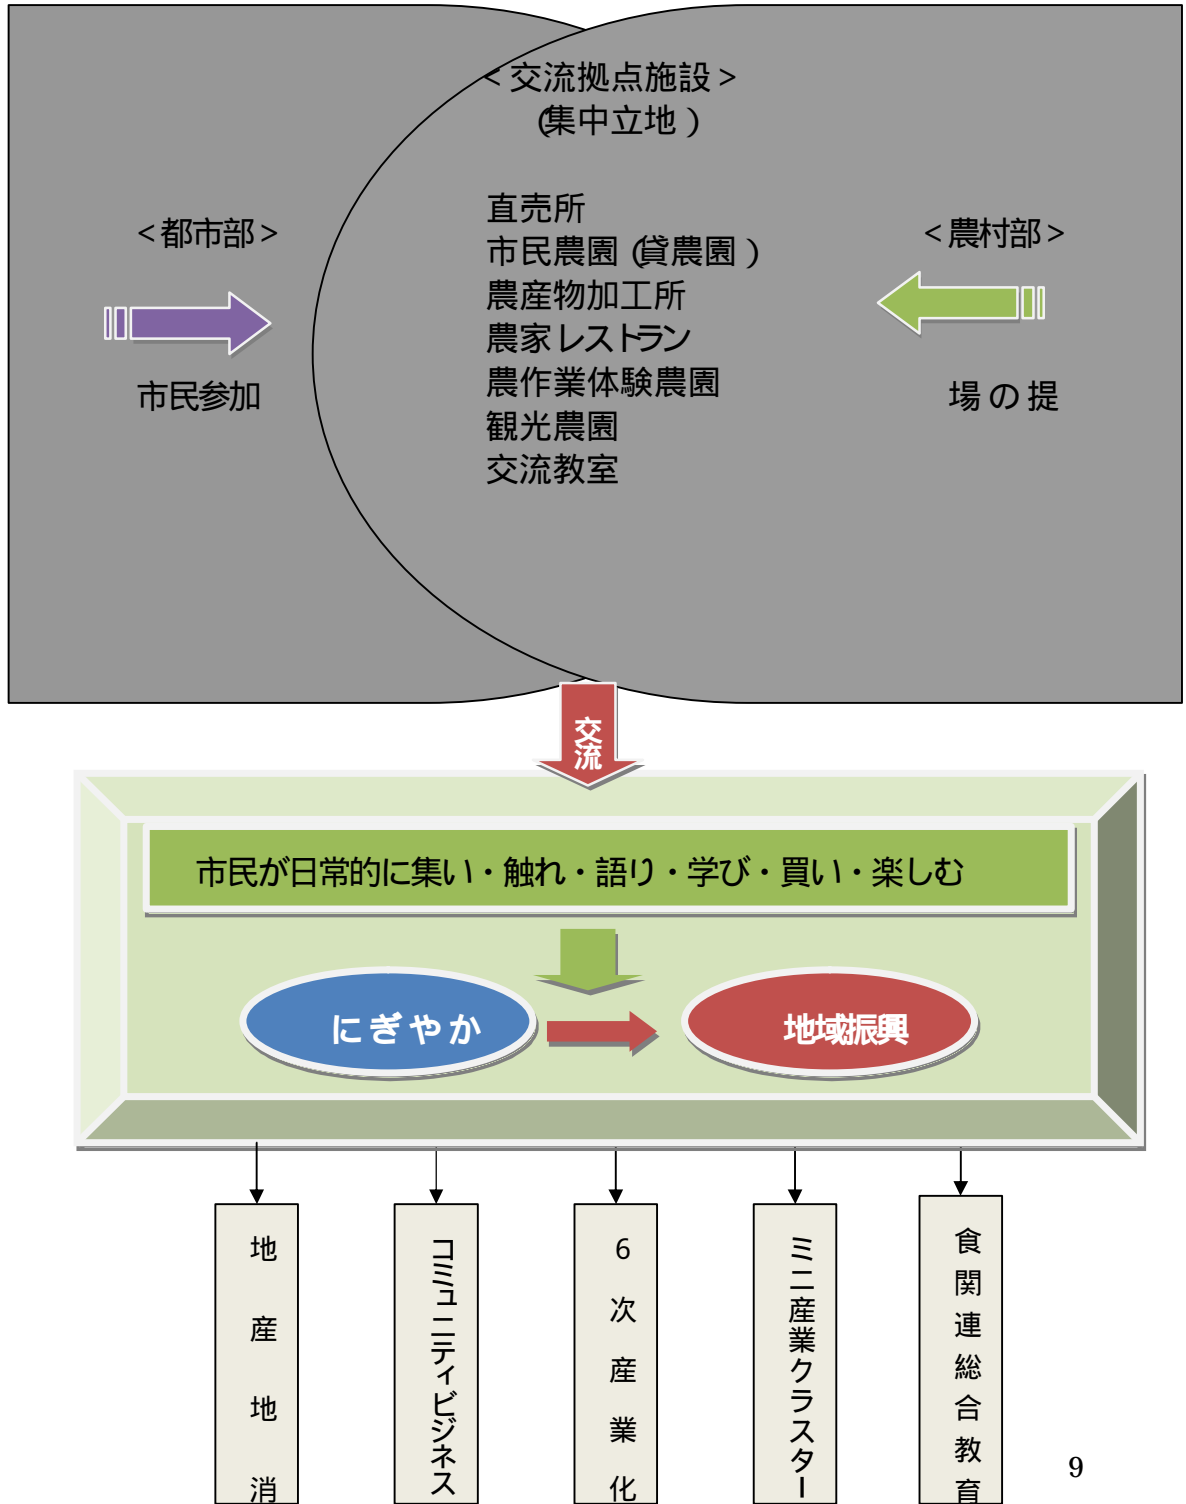 <交流拠点施設>
(集中立地)
直売所
市民農園(貸農園)
農産物加工所
農家レストラン
農作業体験農園
観光農園
交流教室
<都市部>
市民参加
<農村部>
場の提
交流
市民が日常的に集い・触れ・語り・学び・買い・楽しむ
にぎやか
地域振興
地産地消
コミュニティビジネス
6次産業化
ミニ産業クラスター
食関連総合教育
9